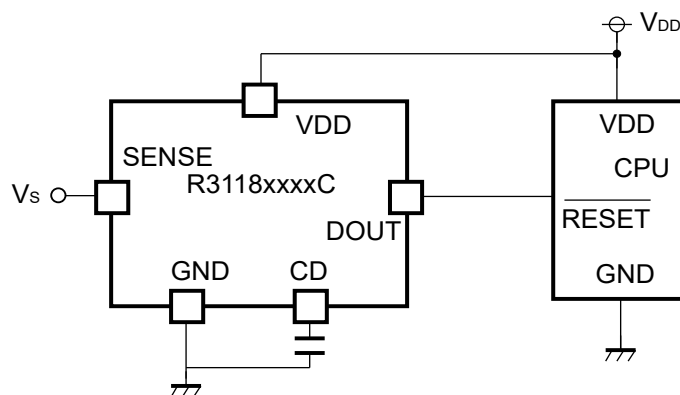 VDD
VDD
VDD
SENSE
CPU
R3118xxxxC
VS
RESET
DOUT
GND
CD
GND